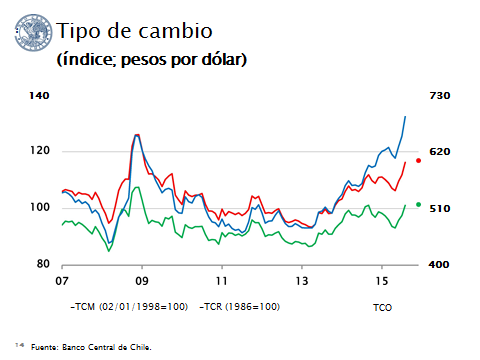 Tipo de cambio
(índice; pesos por dólar)
140 730
120 620
100 510
80 400
07 09 11 13 15
–TCM (02/01/1998=100) –TCR (1986=100) TCO
14 Fuente: Banco Central de Chile.